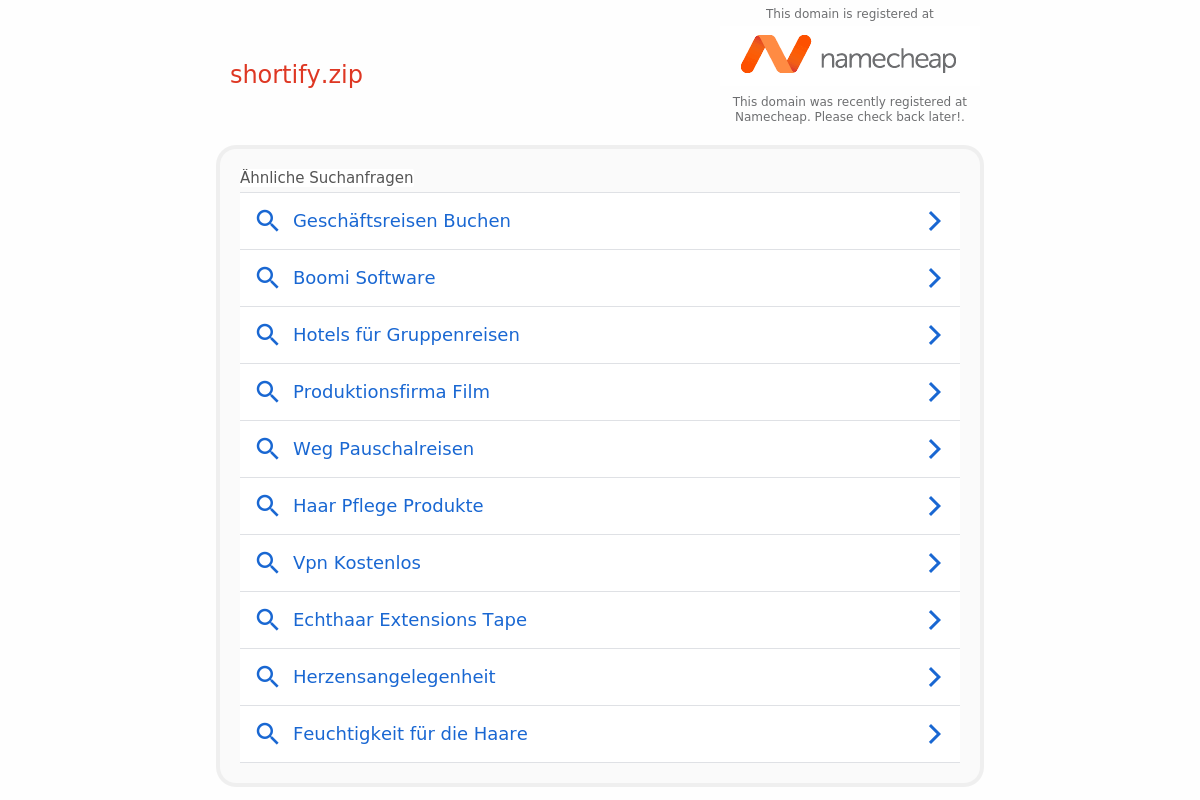 This domain is registered at
namecheap
shortify.zip
This domain was recently registered at
Namecheap. Please check back later!.
Ähnliche Suchanfragen
Geschäftsreisen Buchen
Boomi Software
Hotels für Gruppenreisen
Produktionsfirma Film
Weg Pauschalreisen
Haar Pflege Produkte
Vpn Kostenlos
Echthaar Extensions Tape
Herzensangelegenheit
Feuchtigkeit für die Haare